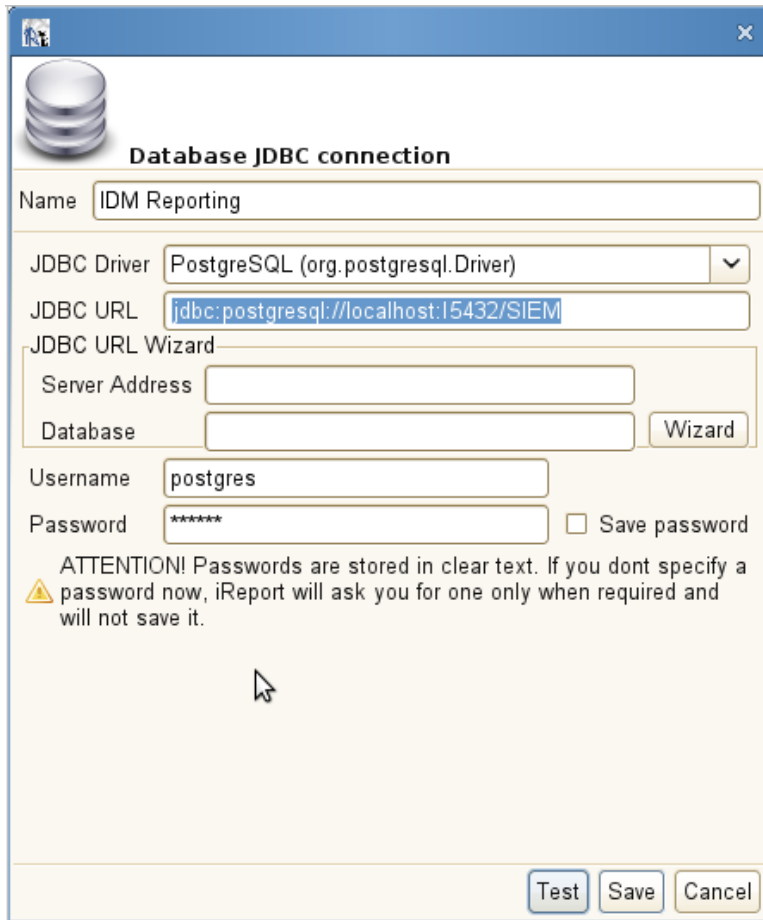 Database JDBC connection
Name IDM Reporting
JDBC Driver PostgreSQL (org.postgresql.Driver)
JDBC URL jdbc:postgresql://localhost:15432/SIEM
JDBC URL Wizard
Server Address
Database Wizard
Username postgres
Password ******
Save password
ATTENTION! Passwords are stored in clear text. If you dont specify a
password now, iReport will ask you for one only when required and
will not save it.
Test Save Cancel